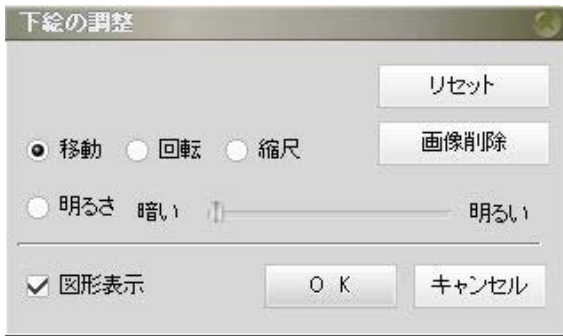 下絵の調整
リセット
移動 回転 縮尺 画像削除
明るさ 暗い 明るい
図形表示 OK キャンセル